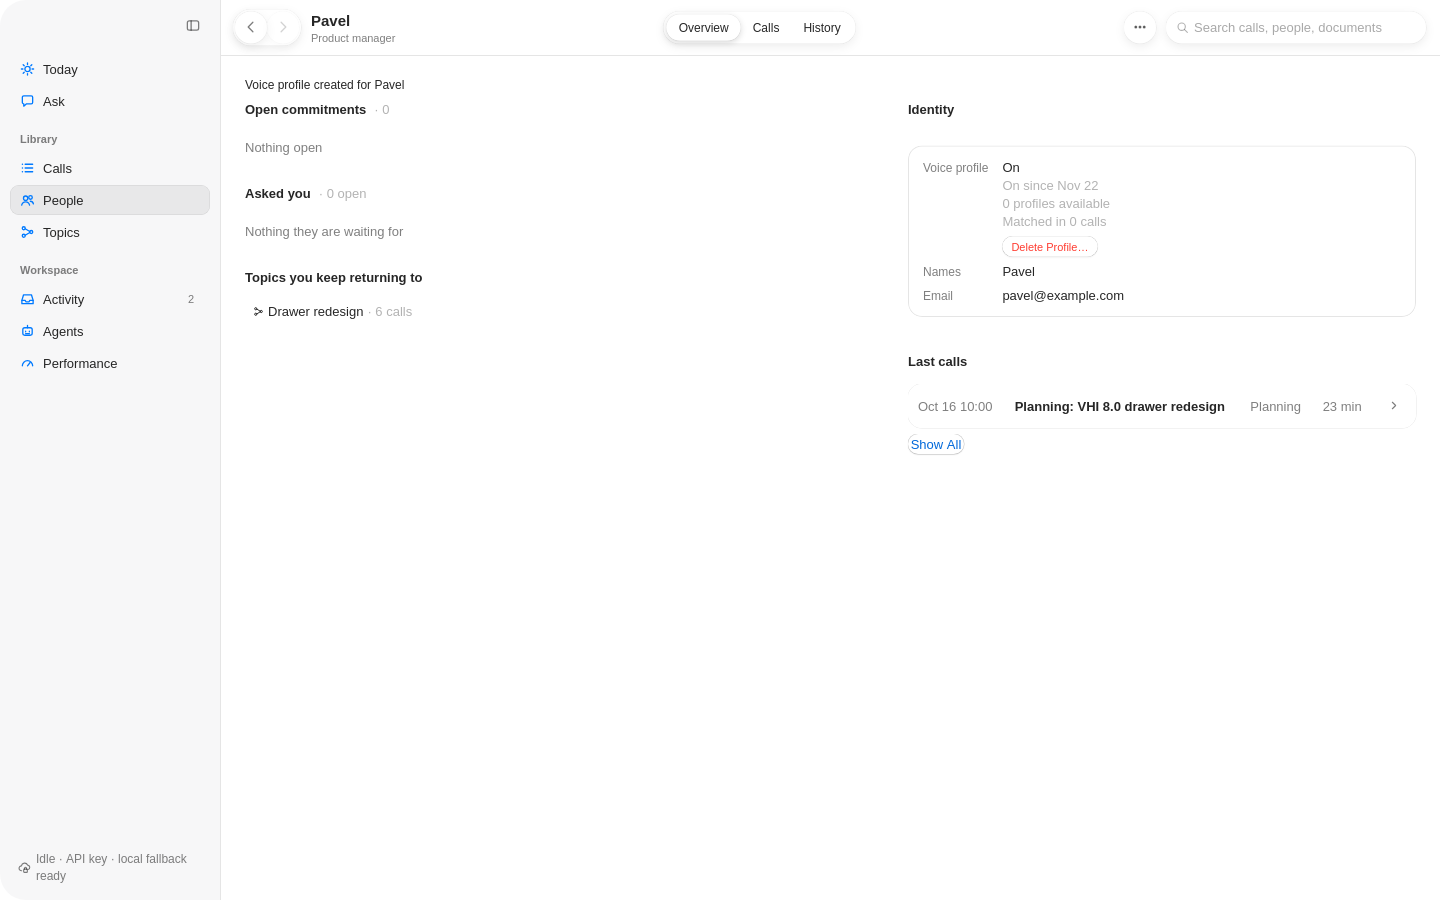 Today
Ask
Library
Calls
People
Topics
Workspace
Activity 2
Agents
Performance
Idle · API key · local fallback
ready
Pavel
Product manager
Overview Calls History
Search calls, people, documents
Voice profile created for Pavel
Open commitments · 0
Nothing open
Asked you · 0 open
Nothing they are waiting for
Topics you keep returning to
Drawer redesign · 6 calls
Identity
Voice profile On
On since Nov 22
0 profiles available
Matched in 0 calls
Delete Profile…
Names Pavel
Email pavel@example.com
Last calls
Oct 16 10:00 Planning: VHI 8.0 drawer redesign Planning 23 min
Show All